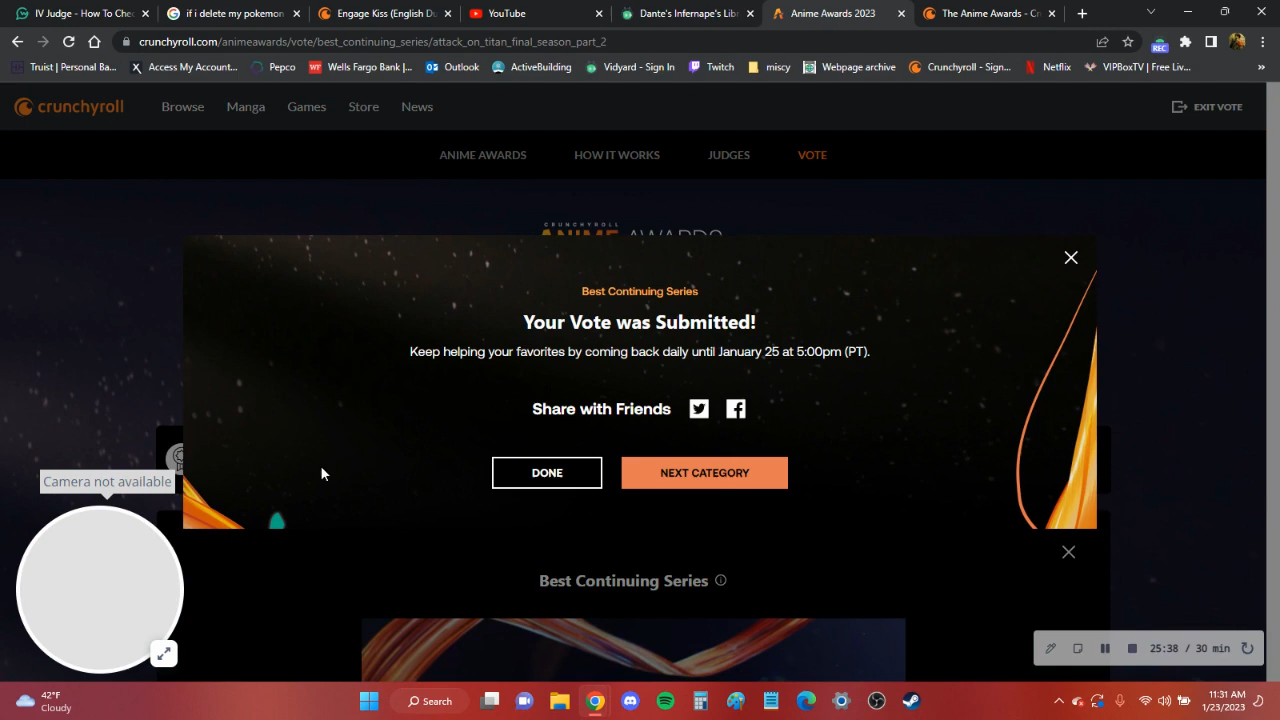 IV Judge - How To Chec
if i delete my pokemon
Engage Kiss (English Du
YouTube
Dante's Infernape's Libr
Anime Awards 2023
The Anime Awards - Cr
crunchyroll.com/animeawards/vote/best_continuing_series/attack_on_titan_final_season_part_2
REC
Truist | Personal Ba...
Access My Account...
Pepco
Wells Fargo Bank |...
Outlook
ActiveBuilding
Vidyard - Sign In
Twitch
miscy
Webpage archive
Crunchyroll - Sign...
Netflix
VIPBoxTV | Free Liv...
crunchyroll
Browse
Manga
Games
Store
News
EXIT VOTE
ANIME AWARDS
HOW IT WORKS
JUDGES
VOTE
CRUNCHYROLL
ANIME AWARDS
Best Continuing Series
Your Vote was Submitted!
Keep helping your favorites by coming back daily until January 25 at 5:00pm (PT).
Share with Friends
DONE
NEXT CATEGORY
Camera not available
Best Continuing Series
25:38 / 30 min
42°F
Cloudy
Search
11:31 AM
1/23/2023